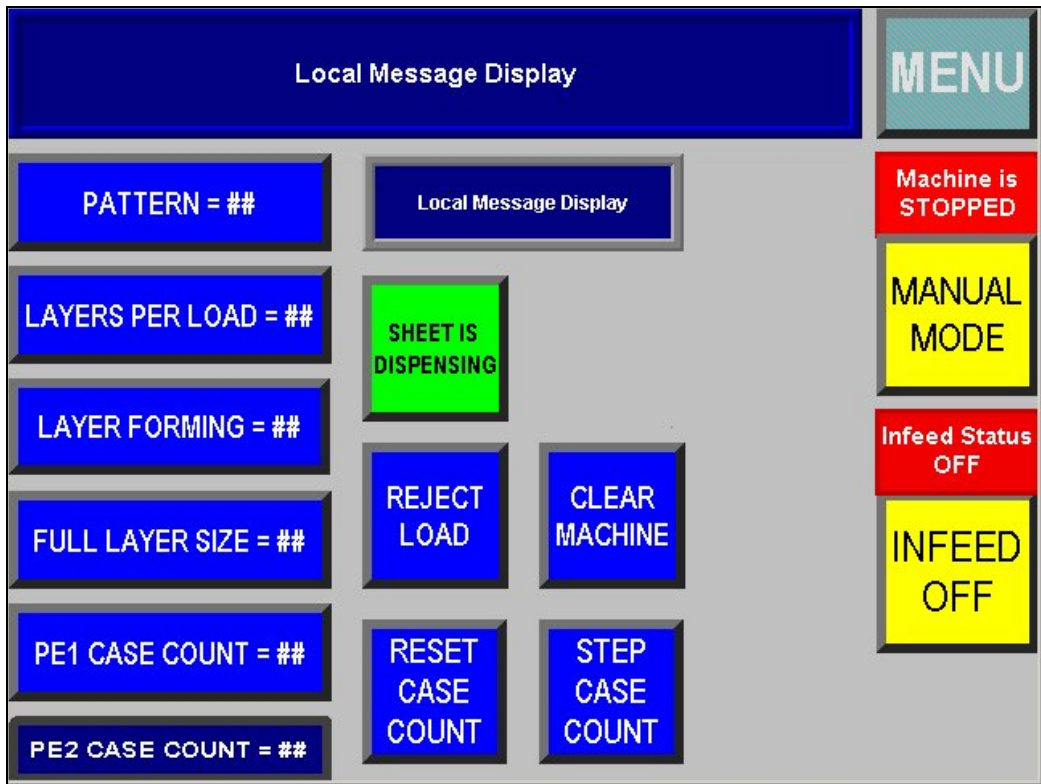 Local Message Display
MENU
PATTERN = ##
LAYERS PER LOAD = ##
LAYER FORMING = ##
FULL LAYER SIZE = ##
PE1 CASE COUNT = ##
PE2 CASE COUNT = ##
Local Message Display
SHEET IS
DISPENSING
REJECT
LOAD
CLEAR
MACHINE
RESET
CASE
COUNT
STEP
CASE
COUNT
Machine is
STOPPED
MANUAL
MODE
Infeed Status
OFF
INFEED
OFF